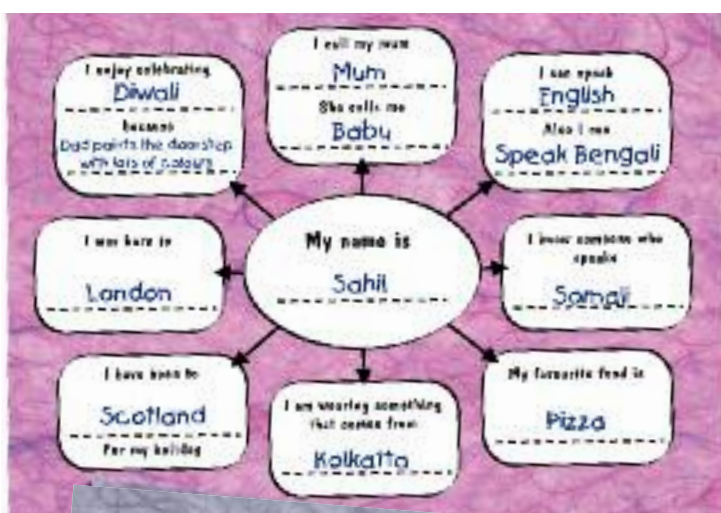 I enjoy celebrating
Diwali
because
Dad paints the doorstep
with lots of colours
I call my mum
Mum
She calls me
Babu
I can speak
English
Also I can
Speak Bengali
I was born in
London
My name is
Sahil
I know someone who
speaks
Somali
I have been to
Scotland
For my holiday
I am wearing something
that comes from
Kolkatta
My favourite food is
Pizza